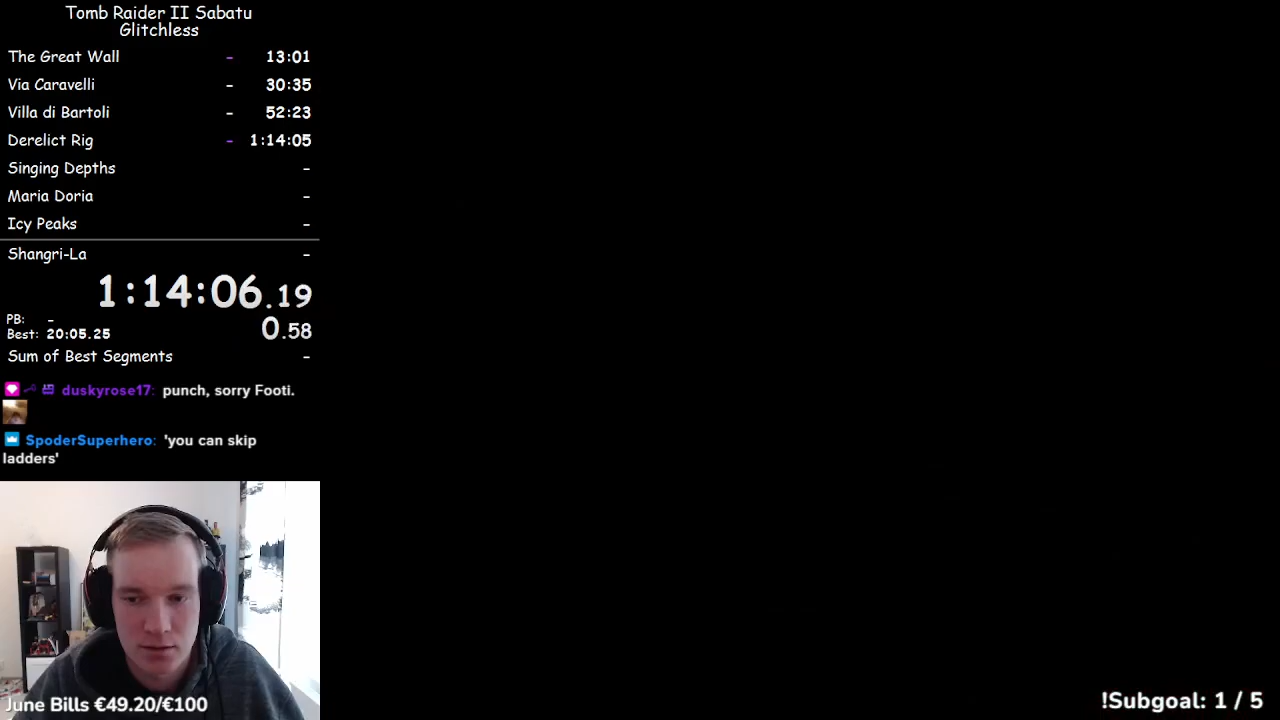 Tomb Raider II Sabatu
Glitchless
The Great Wall - 13:01
Via Caravelli - 30:35
Villa di Bartoli - 52:23
Derelict Rig - 1:14:05
Singing Depths -
Maria Doria -
Icy Peaks -
Shangri-La -
1:14:06.19
PB: -
0.58
Best: 20:05.25
Sum of Best Segments -
duskyrose17: punch, sorry Footi.
SpoderSuperhero: 'you can skip
ladders'
June Bills €49.20/€100
!Subgoal: 1 / 5